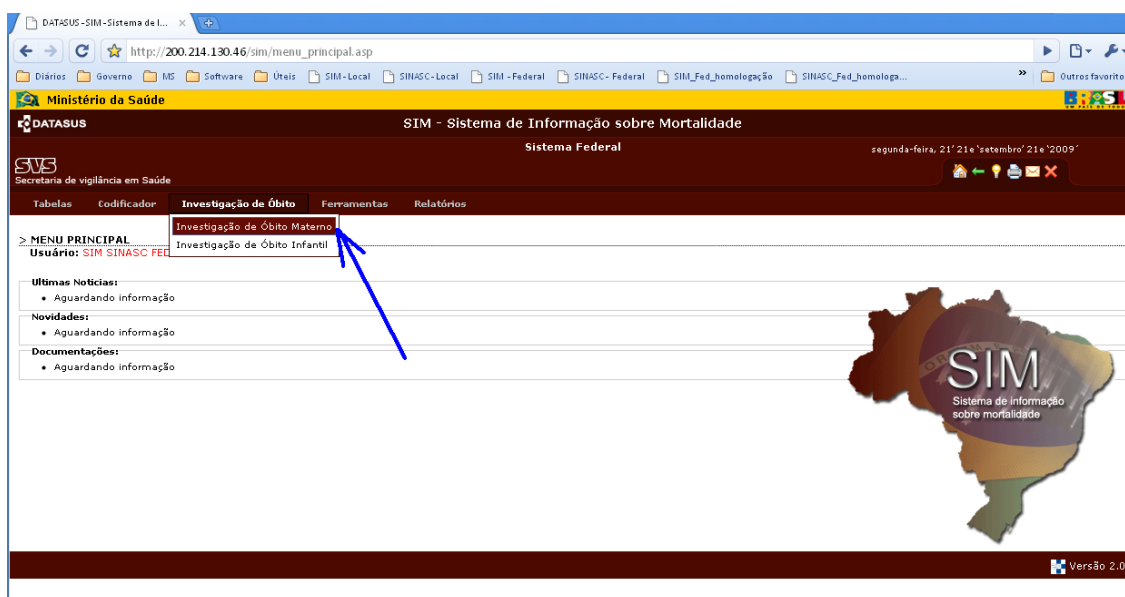 DATASUS-SIM-Sistema de I...
http://200.214.130.46/sim/menu_principal.asp
Diários Governo MS Software Úteis SIM-Local SINASC-Local SIM -Federal SINASC- Federal SIM_Fed_homologação SINASC_Fed_homologa... » Outros favorito
Ministério da Saúde BRASIL
DATASUS SIM - Sistema de Informação sobre Mortalidade
Sistema Federal segunda-feira, 21' 21e'setembro' 21e'2009´
SVS
Secretaria de vigilância em Saúde
Tabelas Codificador Investigação de Óbito Ferramentas Relatórios
Investigação de Óbito Materno
> MENU PRINCIPAL
Investigação de Óbito Infantil
Usuário: SIM SINASC FED
Ultimas Noticias:
• Aguardando informação
Novidades:
• Aguardando informação
Documentações:
• Aguardando informação
SIM
Sistema de informação
sobre mortalidade
Versão 2.0